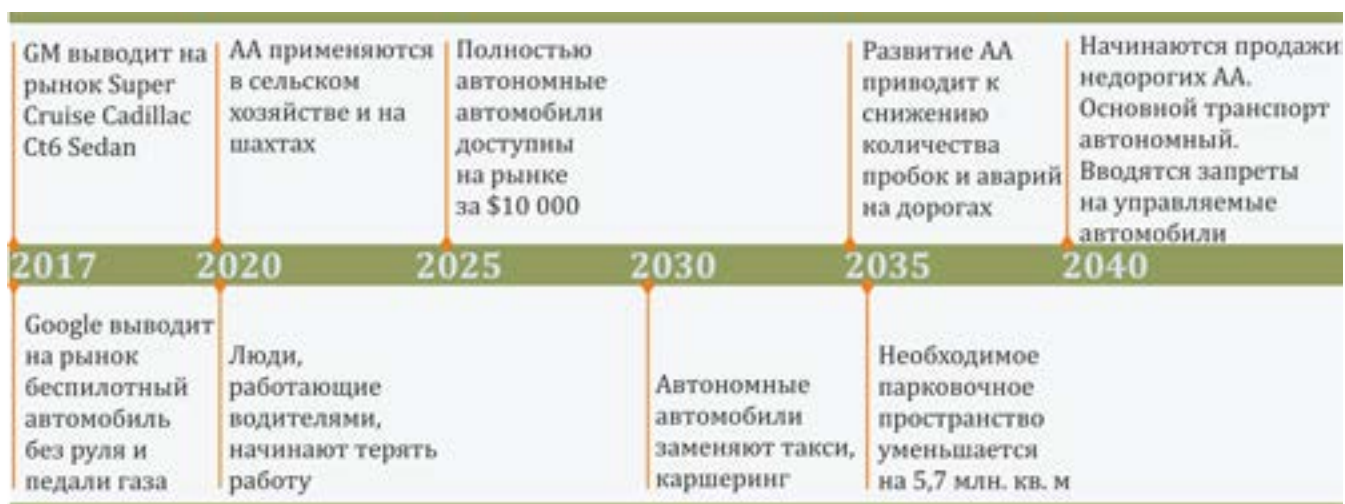 GM выводит на
рынок Super
Cruise Cadillac
Ct6 Sedan
АА применяются
в сельском
хозяйстве и на
шахтах
Полностью
автономные
автомобили
доступны
на рынке
за $10 000
Развитие АА
приводит к
снижению
количества
пробок и аварий
на дорогах
Начинаются продажи
недорогих АА.
Основной транспорт
автономный.
Вводятся запреты
на управляемые
автомобили
2017 2020 2025 2030 2035 2040
Google выводит
на рынок
беспилотный
автомобиль
без руля и
педали газа
Люди,
работающие
водителями,
начинают терять
работу
Автономные
автомобили
заменяют такси,
каршеринг
Необходимое
парковочное
пространство
уменьшается
на 5,7 млн. кв. м